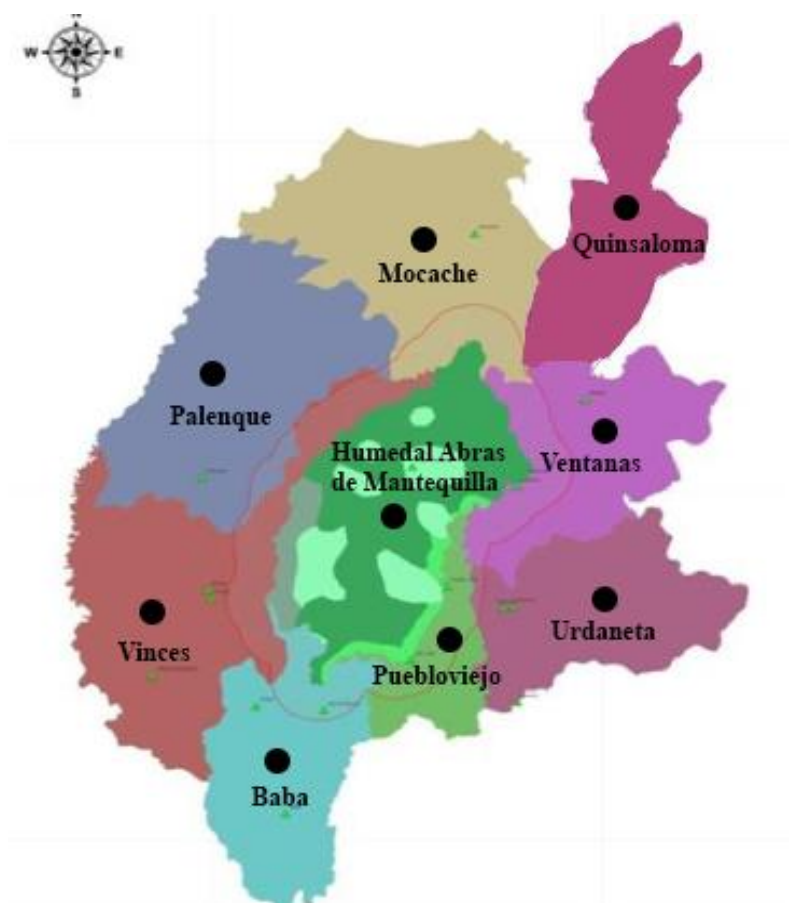 W
E
S
Quinsaloma
Mocache
Palenque
Humedal Abras
de Mantequilla
Ventanas
Vinces
Urdaneta
Puebloviejo
Baba